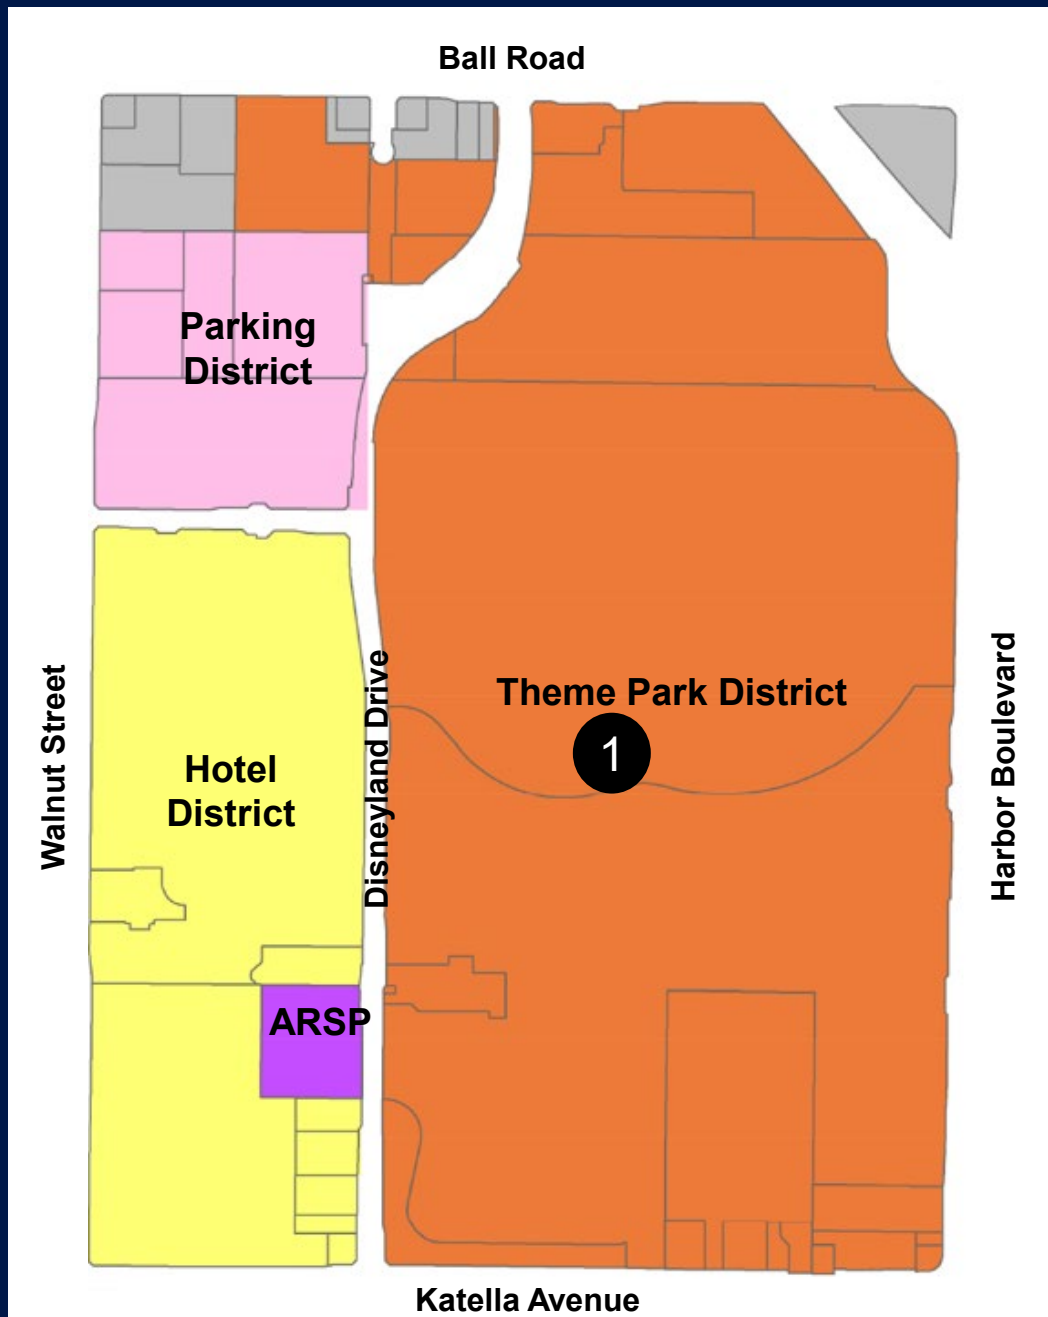 Ball Road
Parking
District
Theme Park District
1
Hotel
District
Walnut Street
Disneyland Drive
Harbor Boulevard
ARSP
Katella Avenue